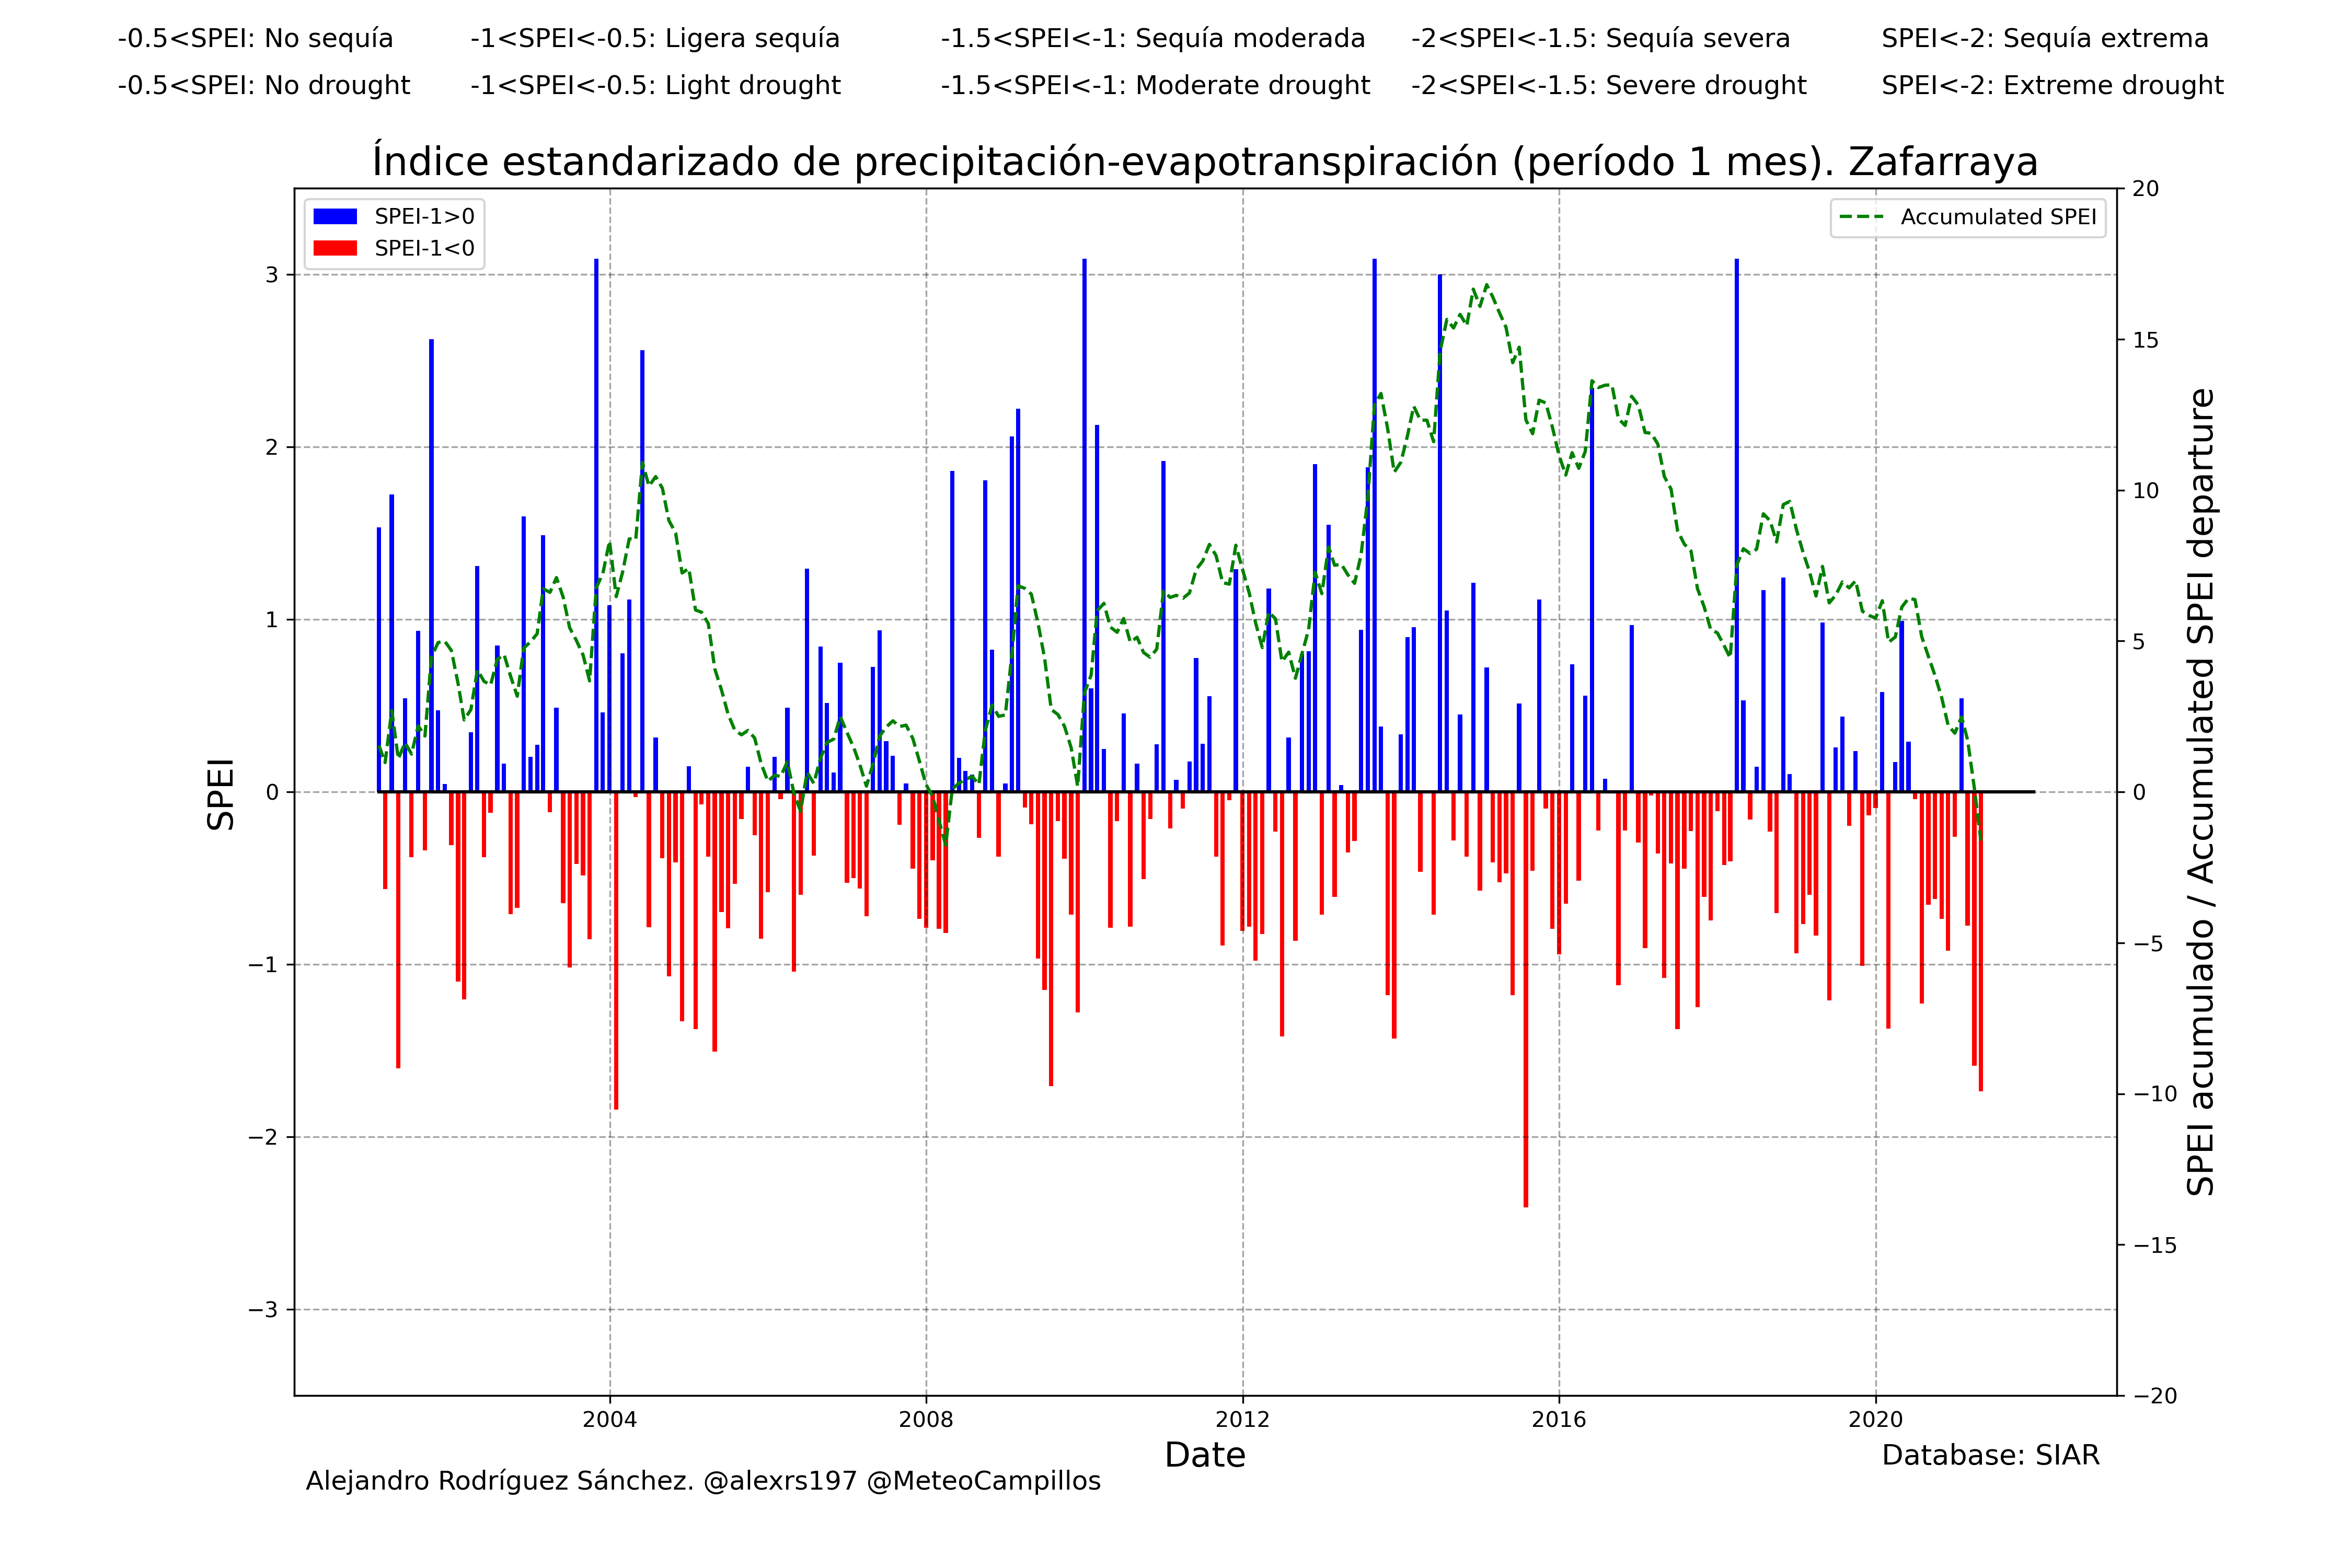 -0.5<SPEI: No sequía -1<SPEI<-0.5: Ligera sequía -1.5<SPEI<-1: Sequía moderada -2<SPEI<-1.5: Sequía severa SPEI<-2: Sequía extrema
-0.5<SPEI: No drought -1<SPEI<-0.5: Light drought -1.5<SPEI<-1: Moderate drought -2<SPEI<-1.5: Severe drought SPEI<-2: Extreme drought
Índice estandarizado de precipitación-evapotranspiración (período 1 mes). Zafarraya
SPEI-1>0
SPEI-1<0
Accumulated SPEI
SPEI
3
2
1
0
−1
−2
−3
20
15
10
5
0
−5
−10
−15
−20
SPEI acumulado / Accumulated SPEI departure
2004 2008 2012 2016 2020
Date
Database: SIAR
Alejandro Rodríguez Sánchez. @alexrs197 @MeteoCampillos